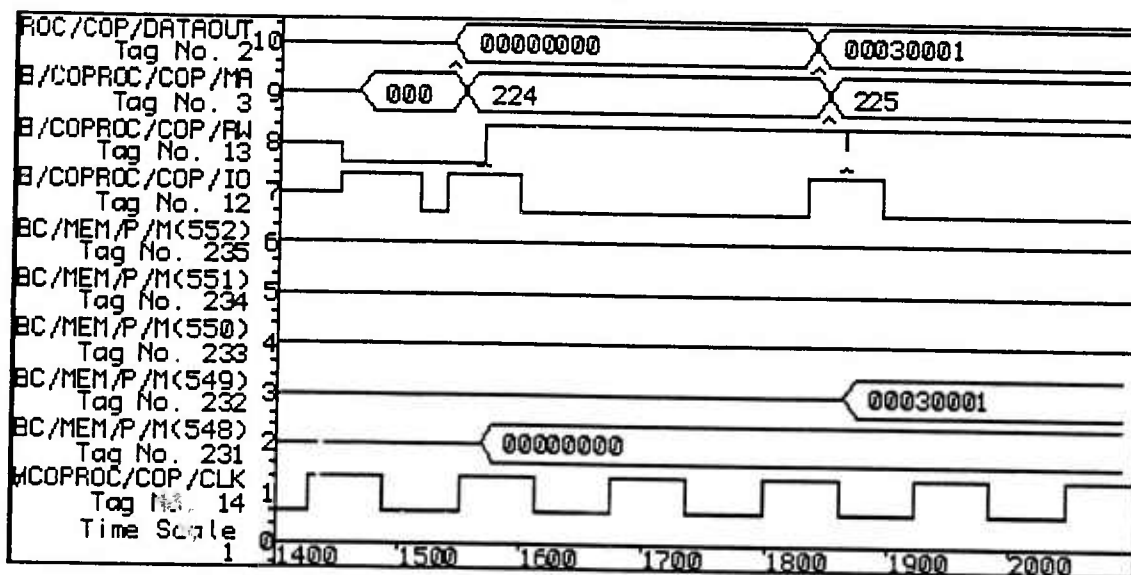 ROC/COP/DATAOUT 10 00000000 00030001
Tag No. 2
B/COPROC/COP/MA 9 000 224 225
Tag No. 3
B/COPROC/COP/RW 8
Tag No. 13
B/COPROC/COP/IO 7
Tag No. 12
BC/MEM/P/M(552) 6
Tag No. 235
BC/MEM/P/M(551) 5
Tag No. 234
BC/MEM/P/M(550) 4
Tag No. 233
BC/MEM/P/M(549) 3 00030001
Tag No. 232
BC/MEM/P/M(548) 2 00000000
Tag No. 231
MCOPROC/COP/CLK 1
Tag No. 14
Time Scale 0
1 1400 1500 1600 1700 1800 1900 2000